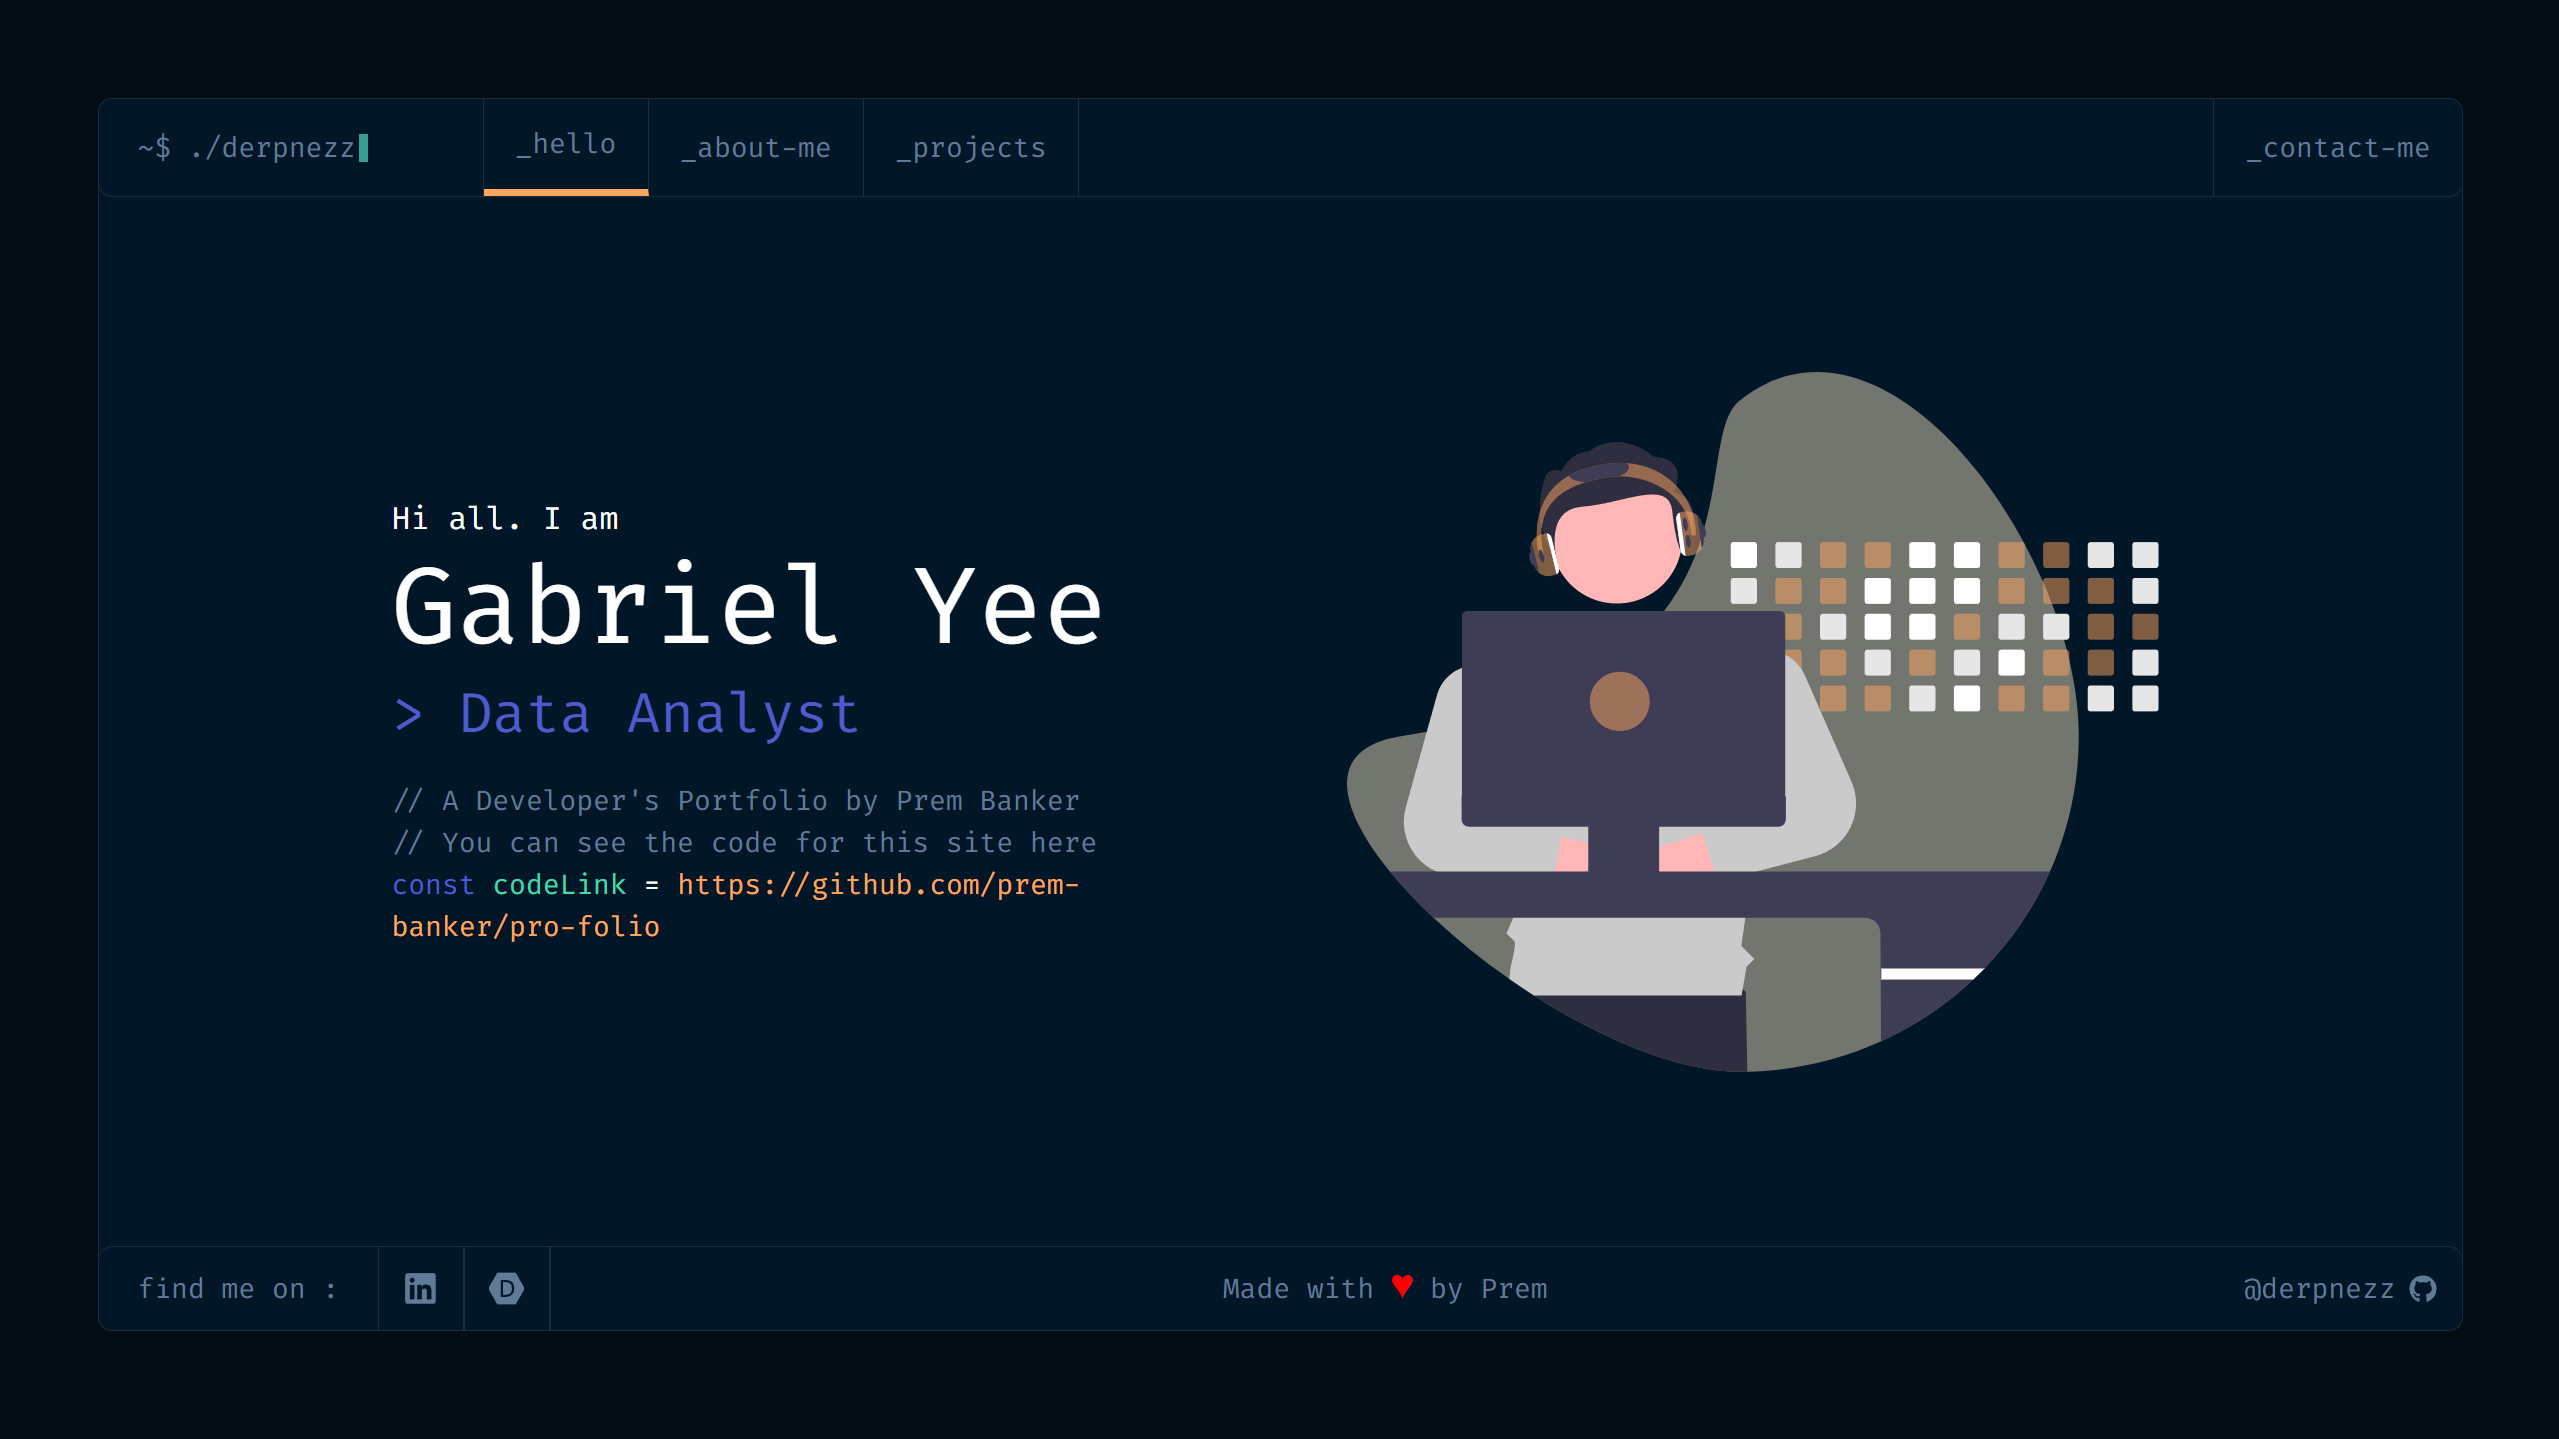 ~$ ./derpnezz
_hello
_about-me
_projects
_contact-me
Hi all. I am
Gabriel Yee
> Data Analyst
// A Developer's Portfolio by Prem Banker
// You can see the code for this site here
const codeLink = https://github.com/prem-
banker/pro-folio
find me on :
in
D
Made with ♥ by Prem
@derpnezz